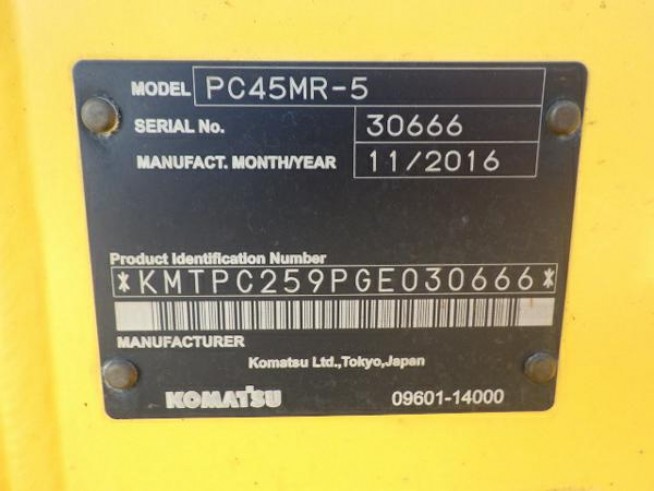 MODEL PC45MR-5
SERIAL No. 30666
MANUFACT. MONTH/YEAR 11/2016
Product Identification Number
*KMTPC259PGE030666*
MANUFACTURER
Komatsu Ltd.,Tokyo,Japan
KOMATSU 09601-14000